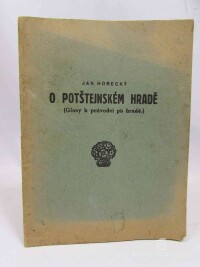 JAN HORECKÝ
O POTŠTEJNSKÉM HRADĚ
(Glosy k průvodci po hradě.)